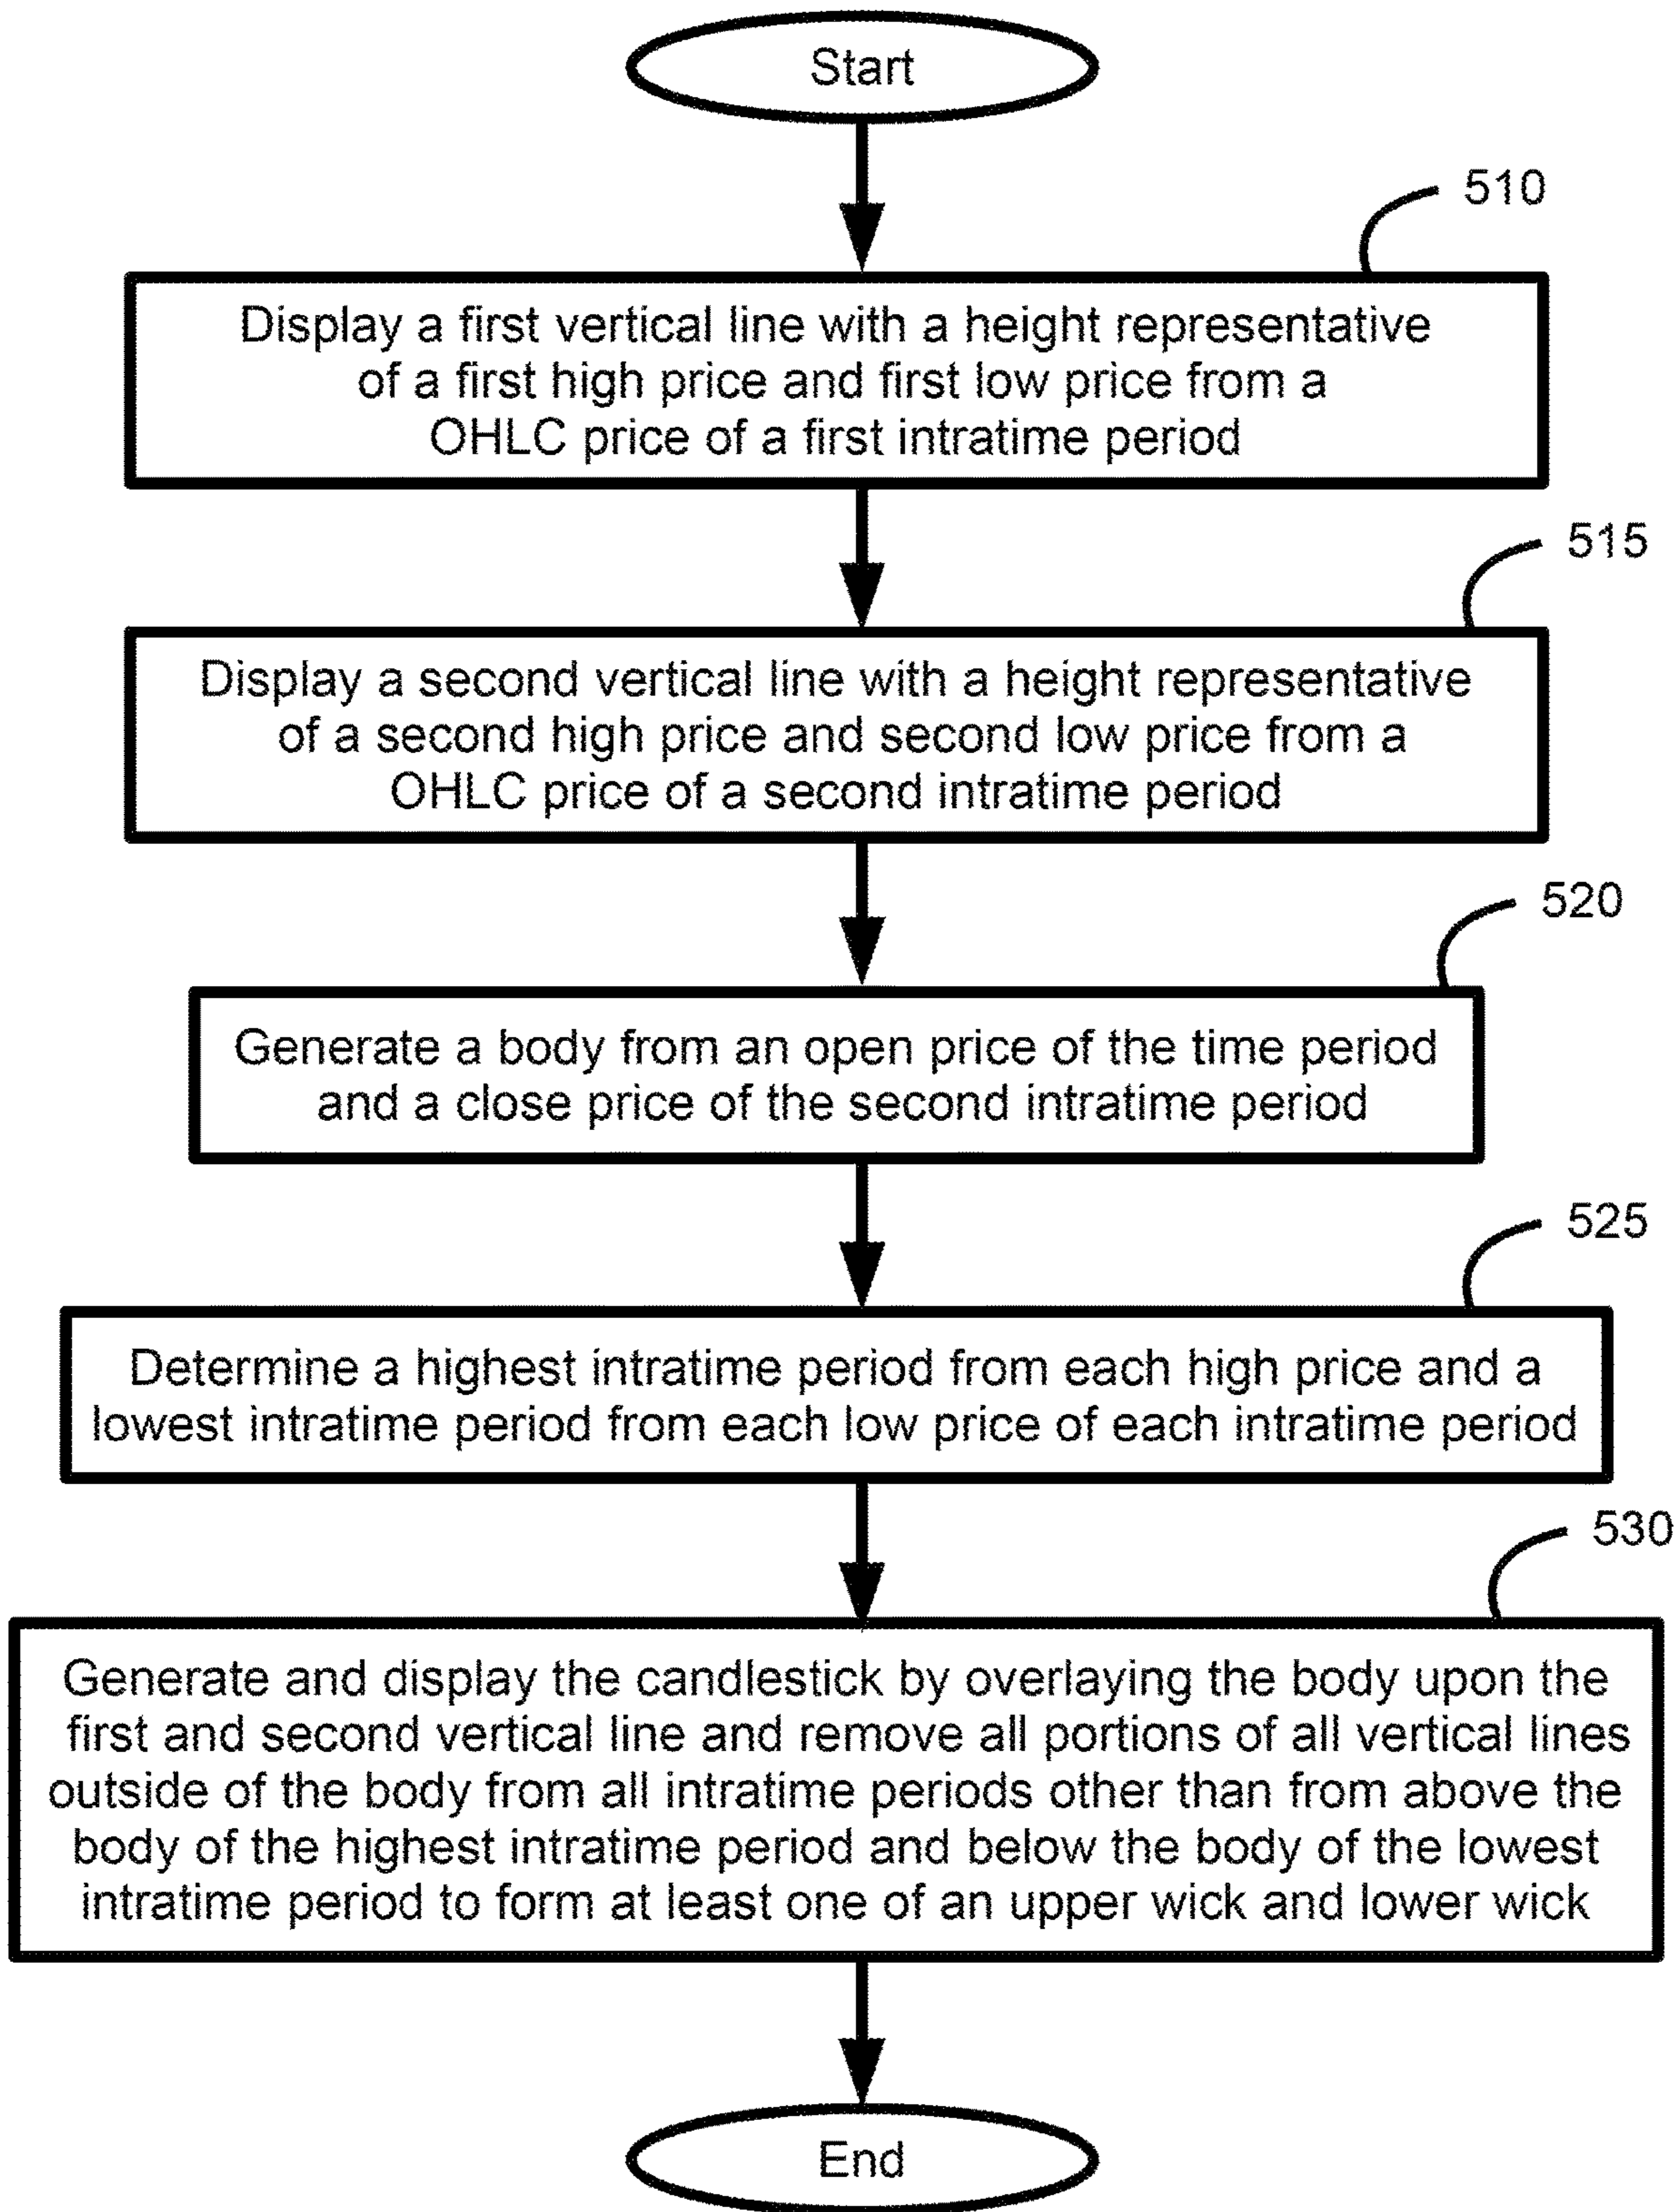 Start
510
Display a first vertical line with a height representative
of a first high price and first low price from a
OHLC price of a first intratime period
515
Display a second vertical line with a height representative
of a second high price and second low price from a
OHLC price of a second intratime period
520
Generate a body from an open price of the time period
and a close price of the second intratime period
525
Determine a highest intratime period from each high price and a
lowest intratime period from each low price of each intratime period
530
Generate and display the candlestick by overlaying the body upon the
first and second vertical line and remove all portions of all vertical lines
outside of the body from all intratime periods other than from above the
body of the highest intratime period and below the body of the lowest
intratime period to form at least one of an upper wick and lower wick
End